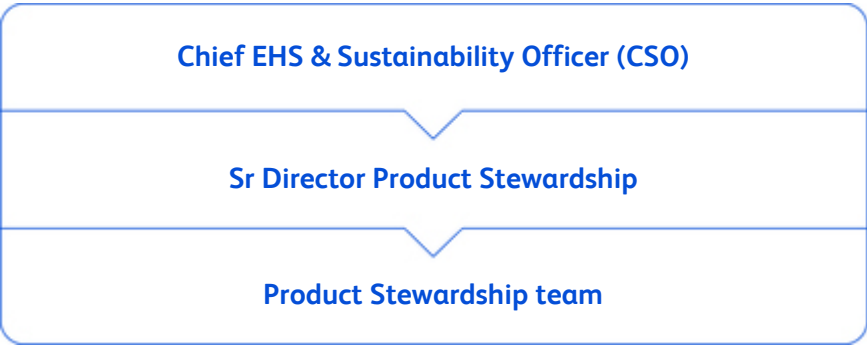 Chief EHS & Sustainability Officer (CSO)
Sr Director Product Stewardship
Product Stewardship team